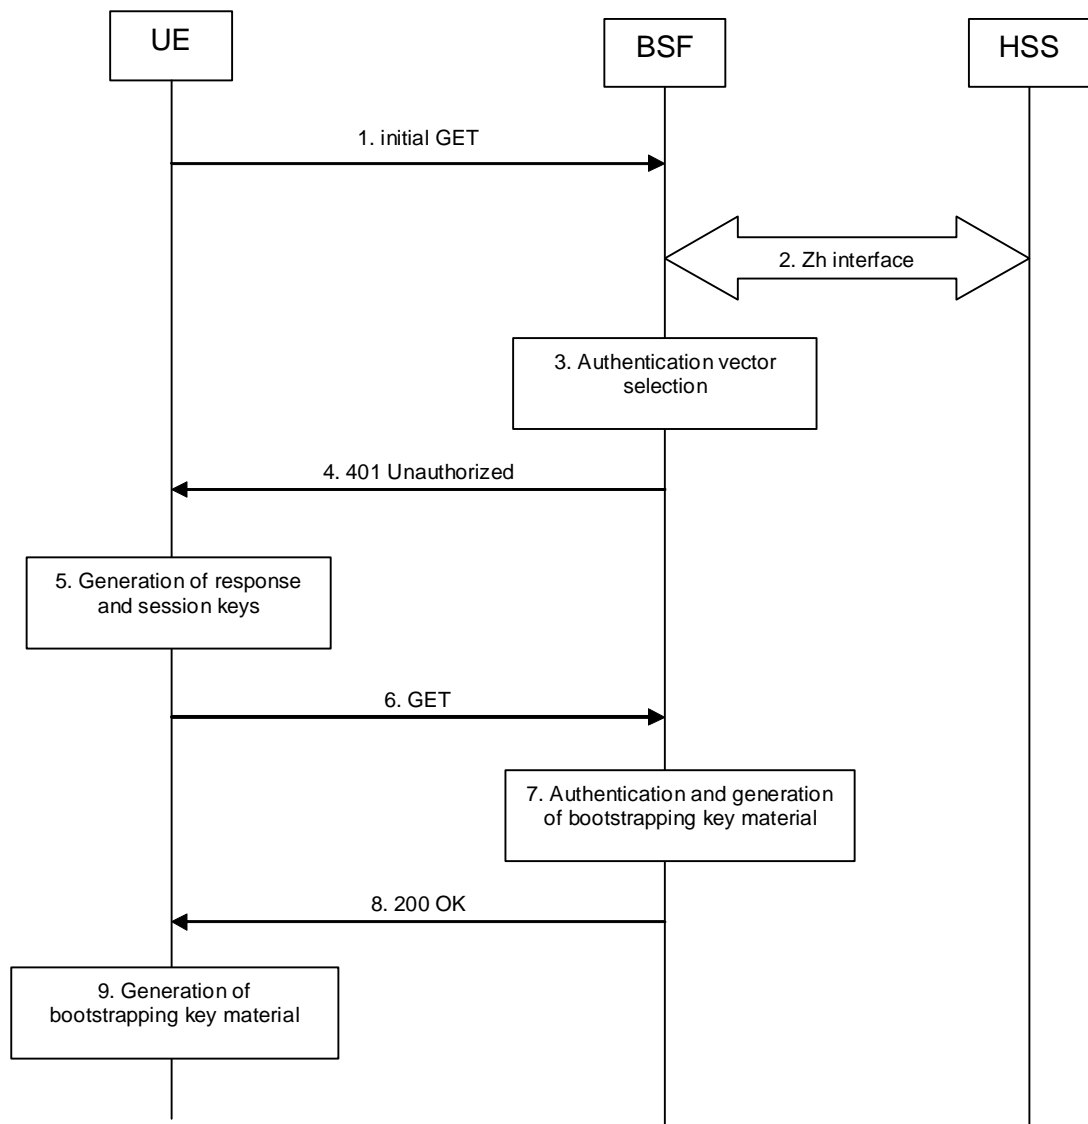 UE
BSF
HSS
1. initial GET
2. Zh interface
3. Authentication vector
selection
4. 401 Unauthorized
5. Generation of response
and session keys
6. GET
7. Authentication and generation
of bootstrapping key material
8. 200 OK
9. Generation of
bootstrapping key material